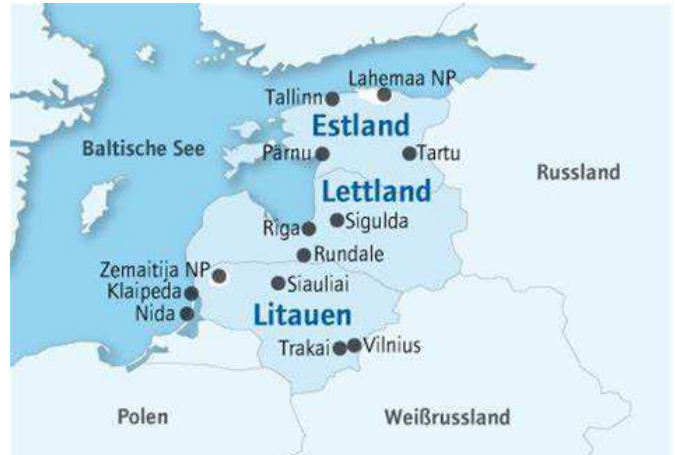 Lahemaa NP
Tallinn
Estland
Baltische See
Pärnu
Tartu
Russland
Lettland
Sigulda
Riga
Rundale
Zemaitija NP
Siauliai
Klaipeda
Nida
Litauen
Trakai
Vilnius
Polen
Weißrussland